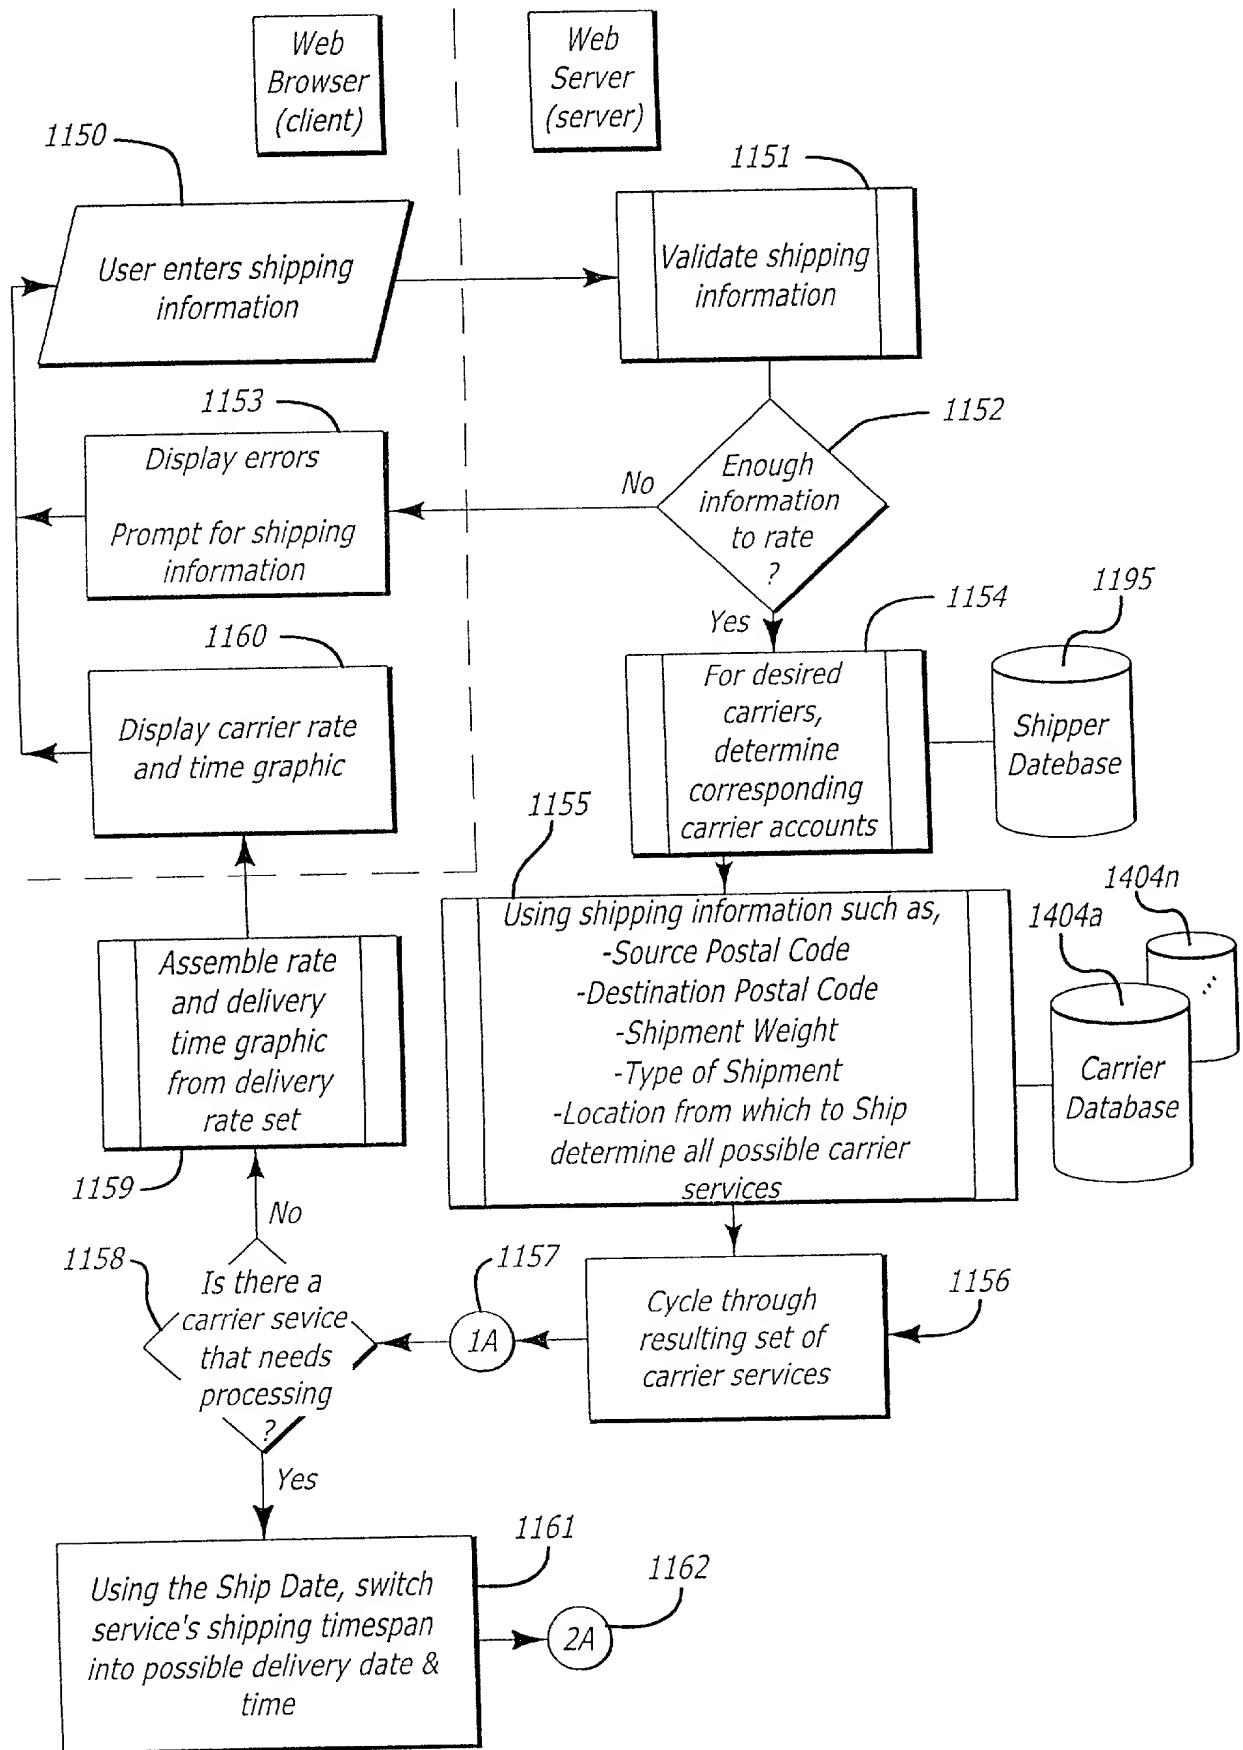 Web
Browser
(client)
Web
Server
(server)
1150
1151
User enters shipping
information
Validate shipping
information
1153
1152
Display errors
Prompt for shipping
information
No
Enough
information
to rate
?
Yes
1154
1195
1160
Display carrier rate
and time graphic
For desired
carriers,
determine
corresponding
carrier accounts
Shipper
Datebase
1155
1404n
1404a
Using shipping information such as,
-Source Postal Code
-Destination Postal Code
-Shipment Weight
-Type of Shipment
-Location from which to Ship
determine all possible carrier
services
Carrier
Database
Assemble rate
and delivery
time graphic
from delivery
rate set
1159
No
1158
Is there a
carrier sevice
that needs
processing
?
1157
1A
Cycle through
resulting set of
carrier services
1156
Yes
1161
Using the Ship Date, switch
service's shipping timespan
into possible delivery date &
time
1162
2A